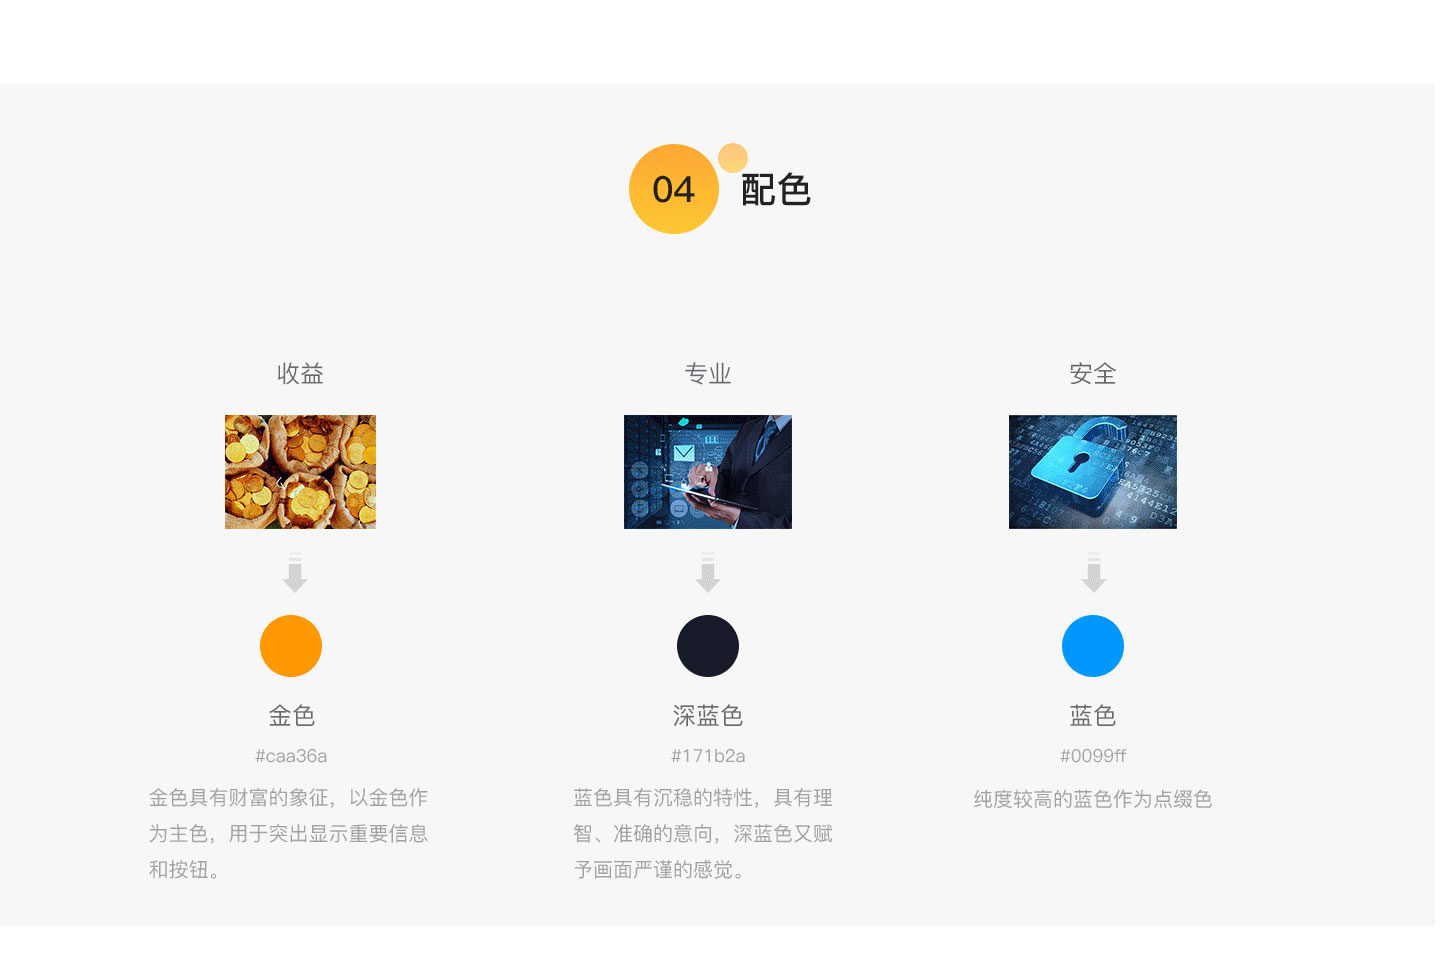 04 配色
收益
专业
安全
金色
#caa36a
金色具有财富的象征，以金色作
为主色，用于突出显示重要信息
和按钮。
深蓝色
#171b2a
蓝色具有沉稳的特性，具有理
智、准确的意向，深蓝色又赋
予画面严谨的感觉。
蓝色
#0099ff
纯度较高的蓝色作为点缀色